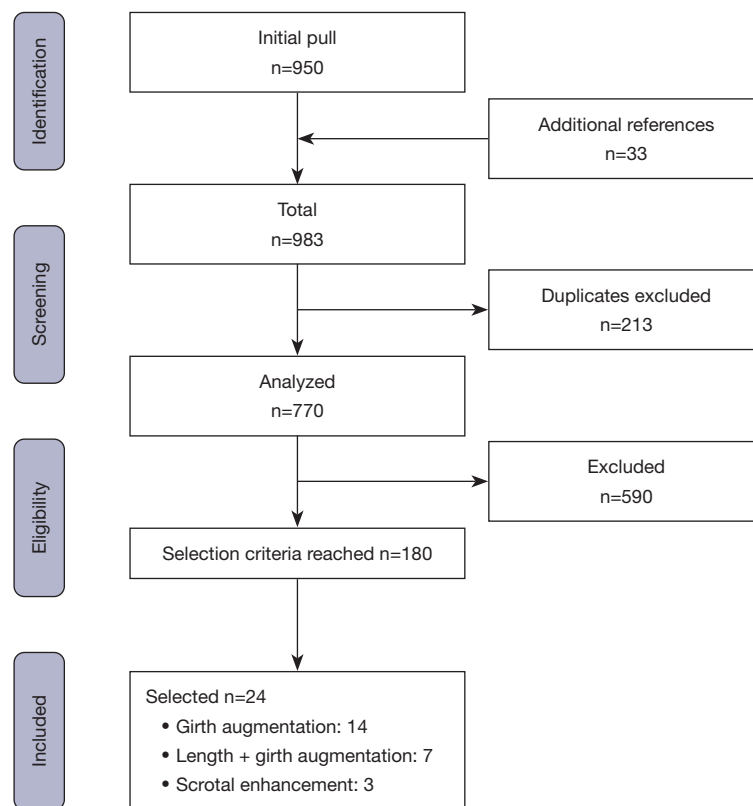 Identification
Initial pull
n=950
Additional references
n=33
Total
n=983
Screening
Duplicates excluded
n=213
Analyzed
n=770
Eligibility
Excluded
n=590
Selection criteria reached n=180
Included
Selected n=24
• Girth augmentation: 14
• Length + girth augmentation: 7
• Scrotal enhancement: 3